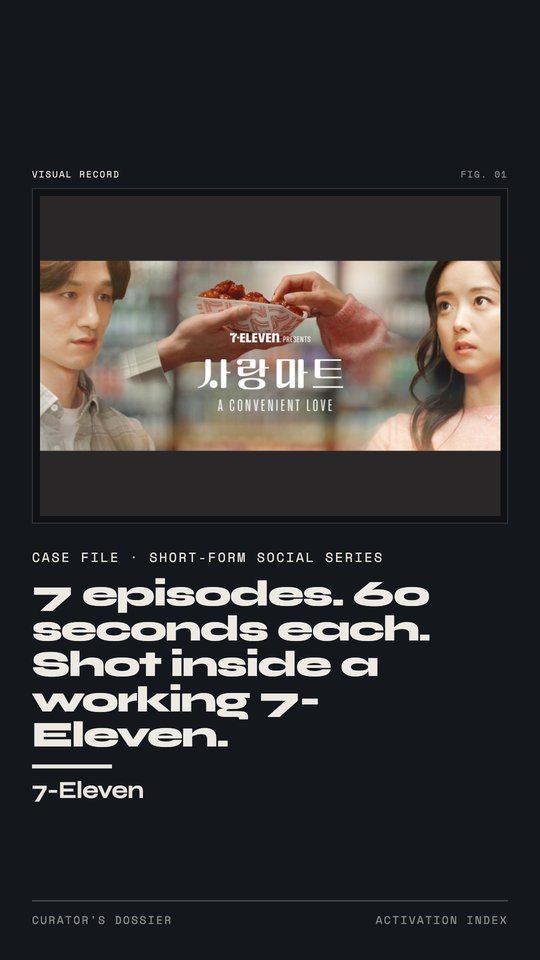 VISUAL RECORD
FIG. 01
7-ELEVEN. PRESENTS
사랑마트
A CONVENIENT LOVE
CASE FILE · SHORT-FORM SOCIAL SERIES
7 episodes. 60
seconds each.
Shot inside a
working 7-
Eleven.
7-Eleven
CURATOR'S DOSSIER
ACTIVATION INDEX